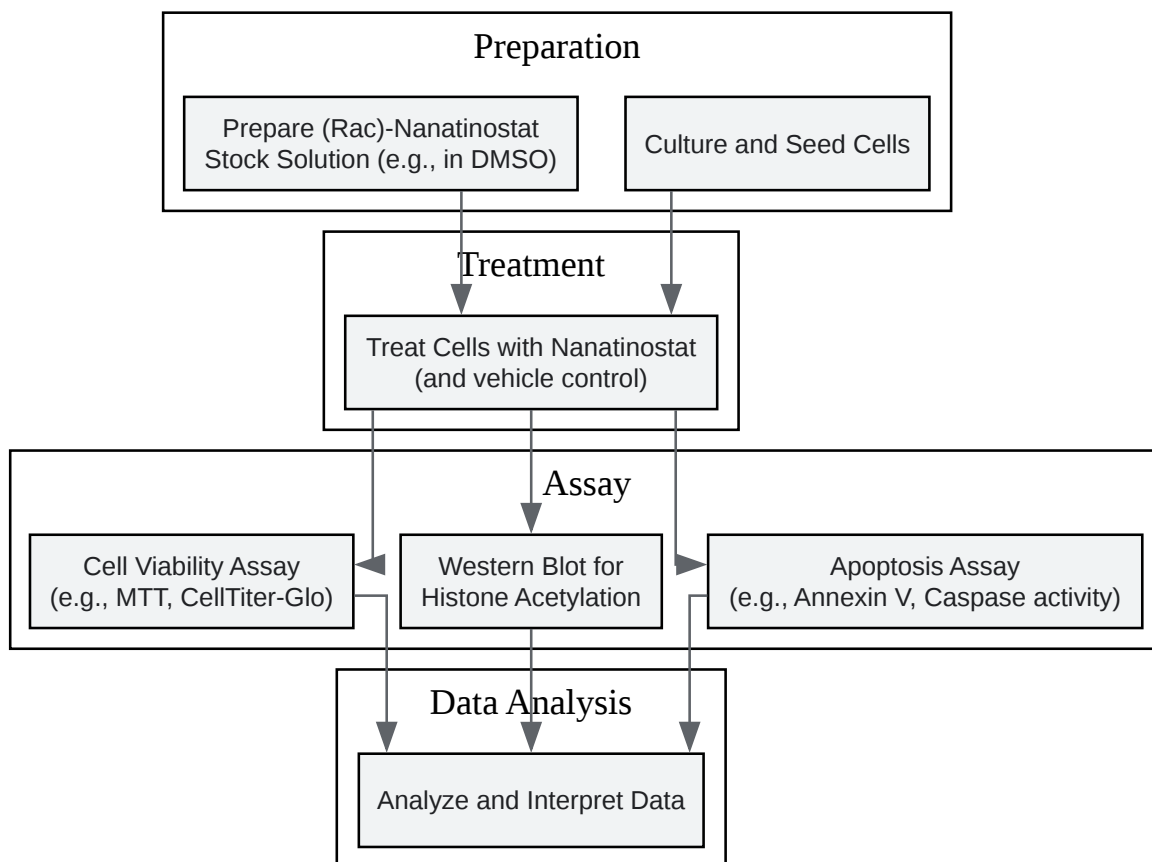 Preparation
Prepare (Rac)-Nanatinostat
Stock Solution (e.g., in DMSO)
Culture and Seed Cells
Treatment
Treat Cells with Nanatinostat
(and vehicle control)
Assay
Cell Viability Assay
(e.g., MTT, CellTiter-Glo)
Western Blot for
Histone Acetylation
Apoptosis Assay
(e.g., Annexin V, Caspase activity)
Data Analysis
Analyze and Interpret Data